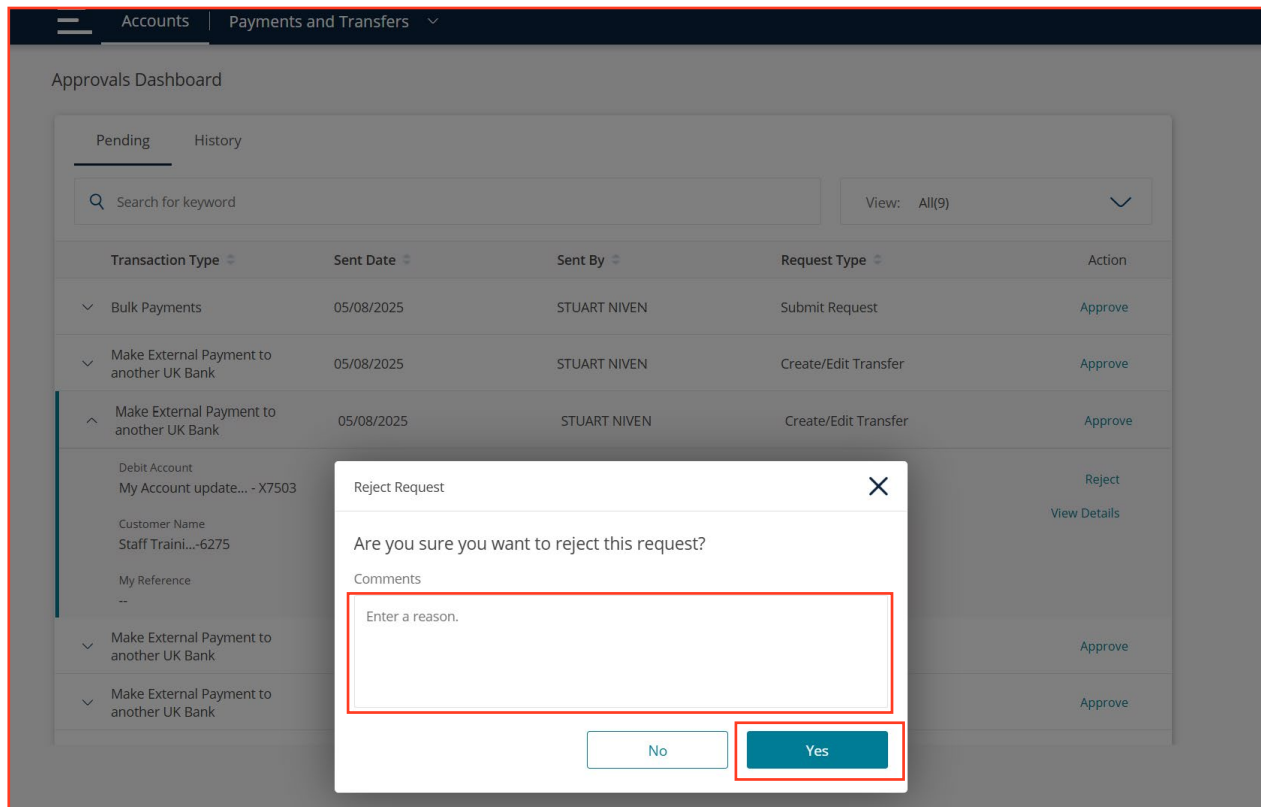 Accounts | Payments and Transfers
Approvals Dashboard
Pending History
Search for keyword View: All(9)
Transaction Type Sent Date Sent By Request Type Action
Bulk Payments 05/08/2025 STUART NIVEN Submit Request Approve
Make External Payment to
another UK Bank 05/08/2025 STUART NIVEN Create/Edit Transfer Approve
Make External Payment to
another UK Bank 05/08/2025 STUART NIVEN Create/Edit Transfer Approve
Debit Account
My Account update... - X7503
Reject
View Details
Customer Name
Staff Traini...-6275
My Reference
--
Reject Request
Are you sure you want to reject this request?
Comments
Enter a reason.
No Yes
Make External Payment to
another UK Bank Approve
Make External Payment to
another UK Bank Approve